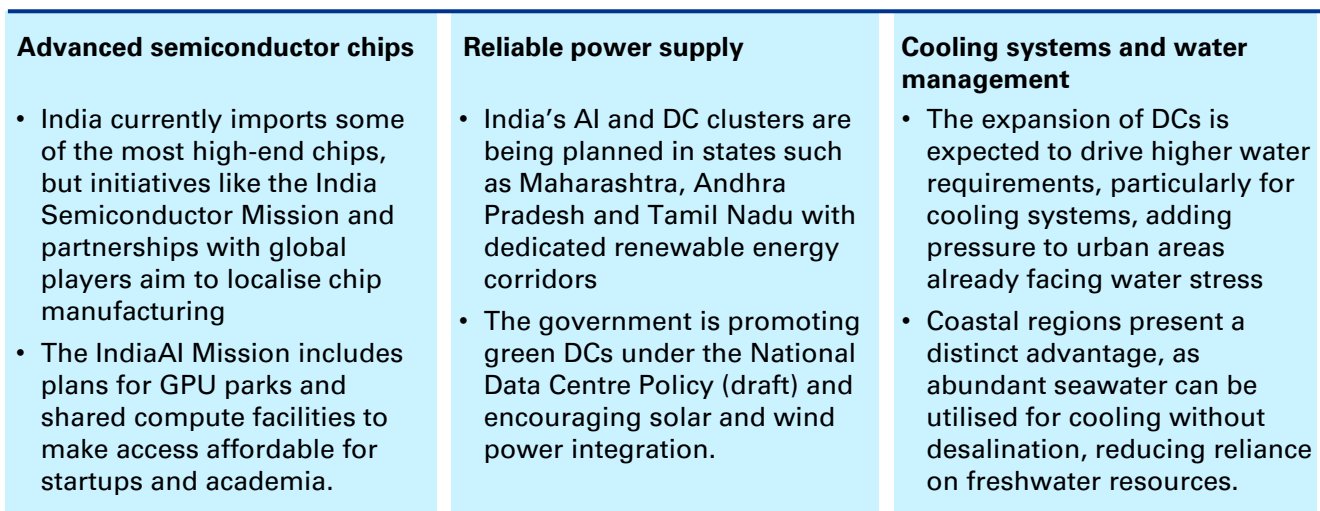 Advanced semiconductor chips
• India currently imports some
of the most high-end chips,
but initiatives like the India
Semiconductor Mission and
partnerships with global
players aim to localise chip
manufacturing
• The IndiaAI Mission includes
plans for GPU parks and
shared compute facilities to
make access affordable for
startups and academia.
Reliable power supply
• India’s AI and DC clusters are
being planned in states such
as Maharashtra, Andhra
Pradesh and Tamil Nadu with
dedicated renewable energy
corridors
• The government is promoting
green DCs under the National
Data Centre Policy (draft) and
encouraging solar and wind
power integration.
Cooling systems and water
management
• The expansion of DCs is
expected to drive higher water
requirements, particularly for
cooling systems, adding
pressure to urban areas
already facing water stress
• Coastal regions present a
distinct advantage, as
abundant seawater can be
utilised for cooling without
desalination, reducing reliance
on freshwater resources.